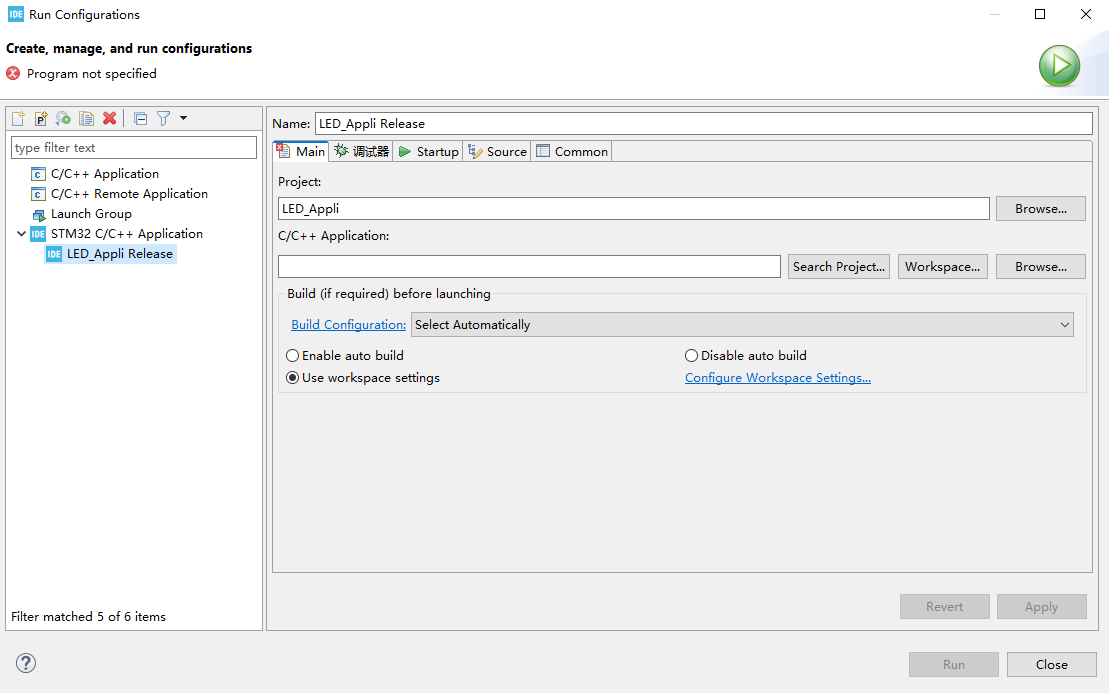 IDE Run Configurations
Create, manage, and run configurations
Program not specified
type filter text
C/C++ Application
C/C++ Remote Application
Launch Group
IDE STM32 C/C++ Application
IDE LED_Appli Release
Filter matched 5 of 6 items
Name: LED_Appli Release
Main 调试器 Startup Source Common
Project:
LED_Appli Browse...
C/C++ Application:
Search Project... Workspace... Browse...
Build (if required) before launching
Build Configuration: Select Automatically
Enable auto build Disable auto build
Use workspace settings Configure Workspace Settings...
Revert Apply
? Run Close